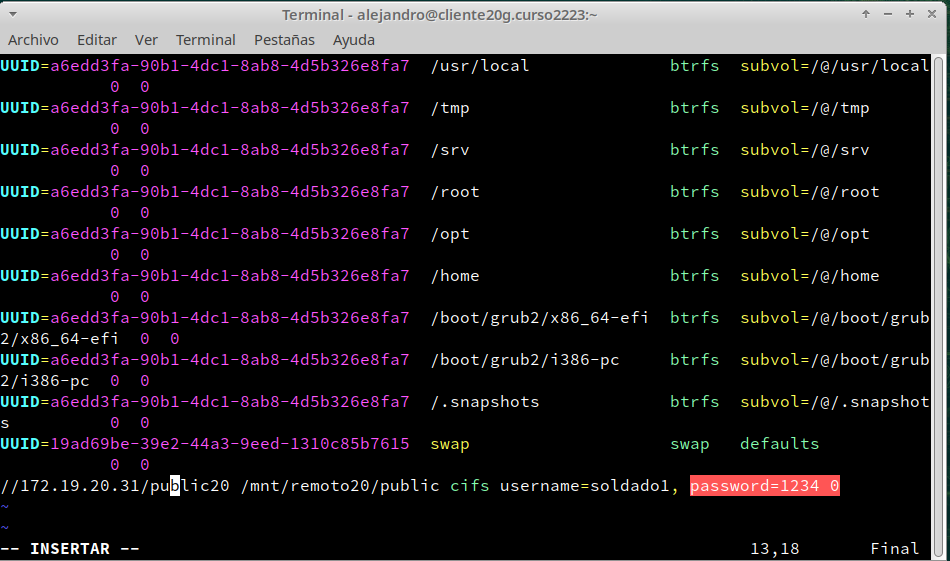 Terminal - alejandro@cliente20g.curso2223:~
Archivo Editar Ver Terminal Pestañas Ayuda
UUID=a6edd3fa-90b1-4dc1-8ab8-4d5b326e8fa7 /usr/local btrfs subvol=/@/usr/local
0 0
UUID=a6edd3fa-90b1-4dc1-8ab8-4d5b326e8fa7 /tmp btrfs subvol=/@/tmp
0 0
UUID=a6edd3fa-90b1-4dc1-8ab8-4d5b326e8fa7 /srv btrfs subvol=/@/srv
0 0
UUID=a6edd3fa-90b1-4dc1-8ab8-4d5b326e8fa7 /root btrfs subvol=/@/root
0 0
UUID=a6edd3fa-90b1-4dc1-8ab8-4d5b326e8fa7 /opt btrfs subvol=/@/opt
0 0
UUID=a6edd3fa-90b1-4dc1-8ab8-4d5b326e8fa7 /home btrfs subvol=/@/home
0 0
UUID=a6edd3fa-90b1-4dc1-8ab8-4d5b326e8fa7 /boot/grub2/x86_64-efi btrfs subvol=/@/boot/grub
2/x86_64-efi 0 0
UUID=a6edd3fa-90b1-4dc1-8ab8-4d5b326e8fa7 /boot/grub2/i386-pc btrfs subvol=/@/boot/grub
2/i386-pc 0 0
UUID=a6edd3fa-90b1-4dc1-8ab8-4d5b326e8fa7 /.snapshots btrfs subvol=/@/.snapshot
s 0 0
UUID=19ad69be-39e2-44a3-9eed-1310c85b7615 swap swap defaults
0 0
//172.19.20.31/public20 /mnt/remoto20/public cifs username=soldado1, password=1234 0
~
~
-- INSERTAR -- 13,18 Final